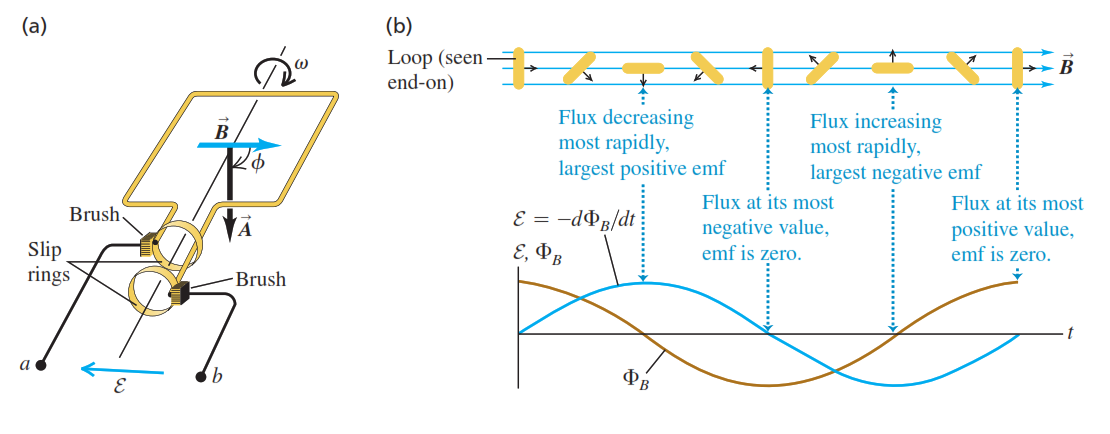 (a)
ω
B
ϕ
A
Brush
Slip
rings
Brush
a
b
ℰ
(b)
Loop (seen
end-on)
B
Flux decreasing
most rapidly,
largest positive emf
Flux increasing
most rapidly,
largest negative emf
Flux at its most
negative value,
emf is zero.
Flux at its most
positive value,
emf is zero.
ℰ = −dΦB/dt
ℰ, ΦB
t
ΦB